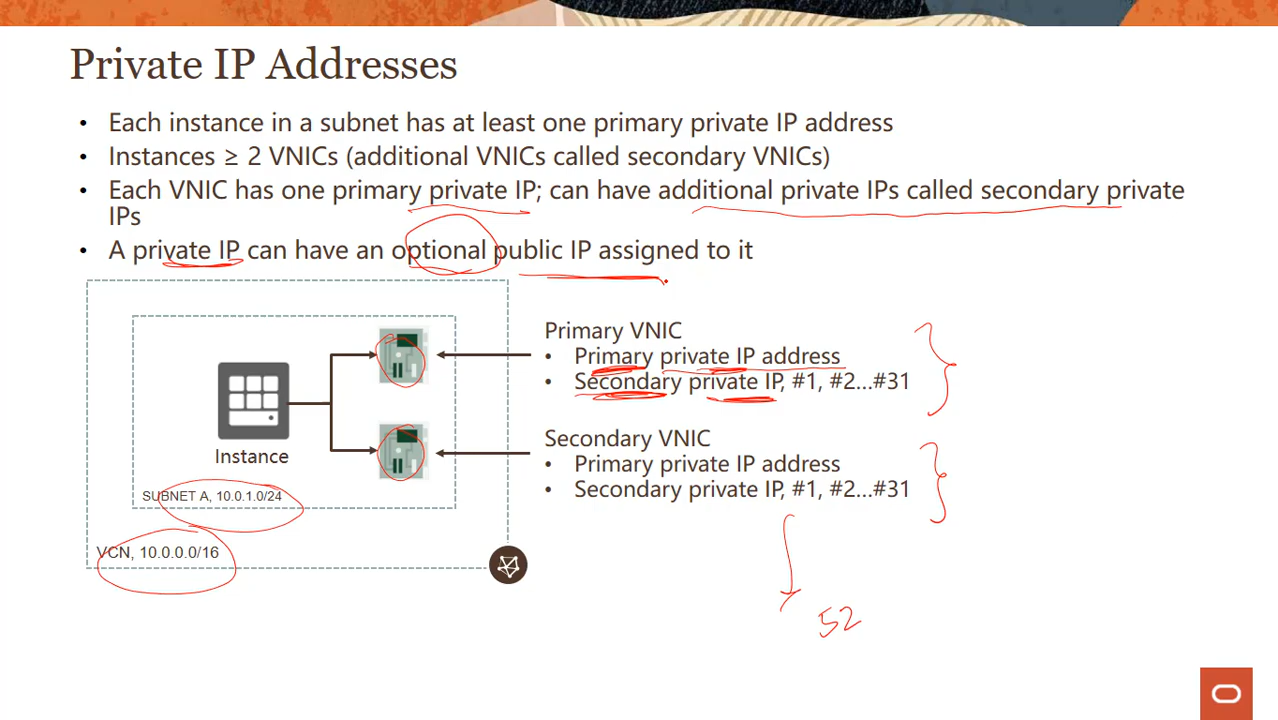 Private IP Addresses
• Each instance in a subnet has at least one primary private IP address
• Instances ≥ 2 VNICs (additional VNICs called secondary VNICs)
• Each VNIC has one primary private IP; can have additional private IPs called secondary private
IPs
• A private IP can have an optional public IP assigned to it
Primary VNIC
• Primary private IP address
• Secondary private IP, #1, #2...#31
Instance
Secondary VNIC
• Primary private IP address
• Secondary private IP, #1, #2...#31
SUBNET A, 10.0.1.0/24
VCN, 10.0.0.0/16
52